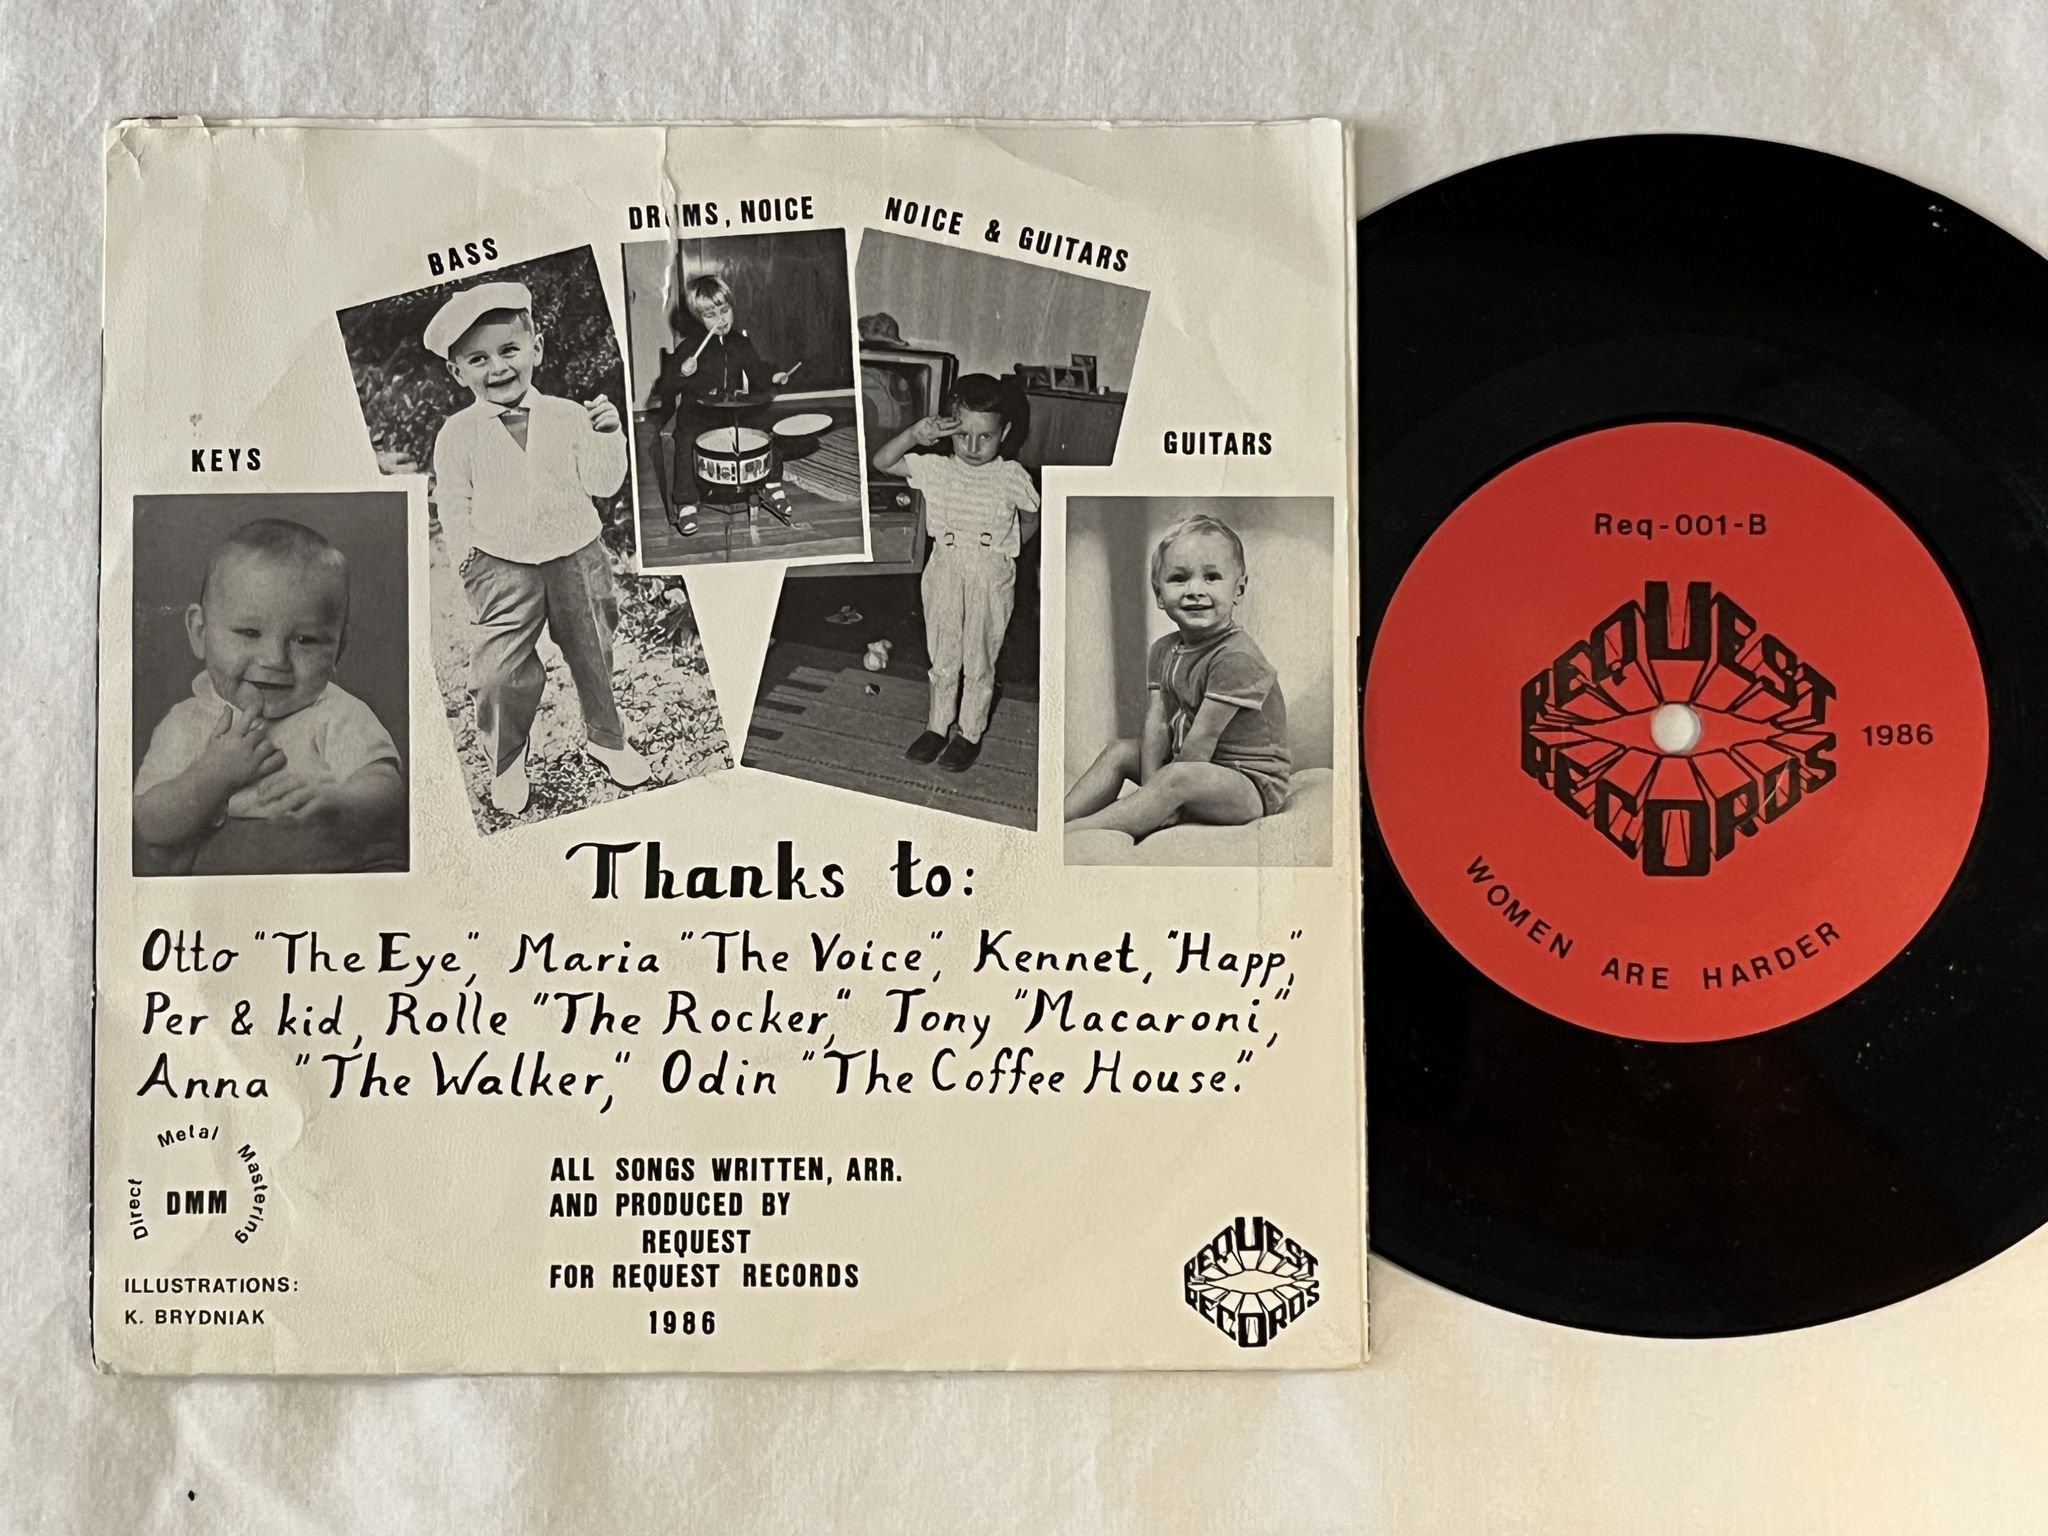 DRUMS, NOICE
NOICE & GUITARS
BASS
KEYS
GUITARS
Thanks to:
Otto "The Eye", Maria "The Voice", Kennet, "Happ,"
Per & kid, Rolle "The Rocker," Tony "Macaroni,"
Anna "The Walker," Odin "The Coffee House."
Direct Metal Mastering
DMM
ILLUSTRATIONS:
K. BRYDNIAK
ALL SONGS WRITTEN, ARR.
AND PRODUCED BY
REQUEST
FOR REQUEST RECORDS
1986
REQUEST
RECORDS
Req-001-B
REQUEST
RECORDS
1986
WOMEN ARE HARDER